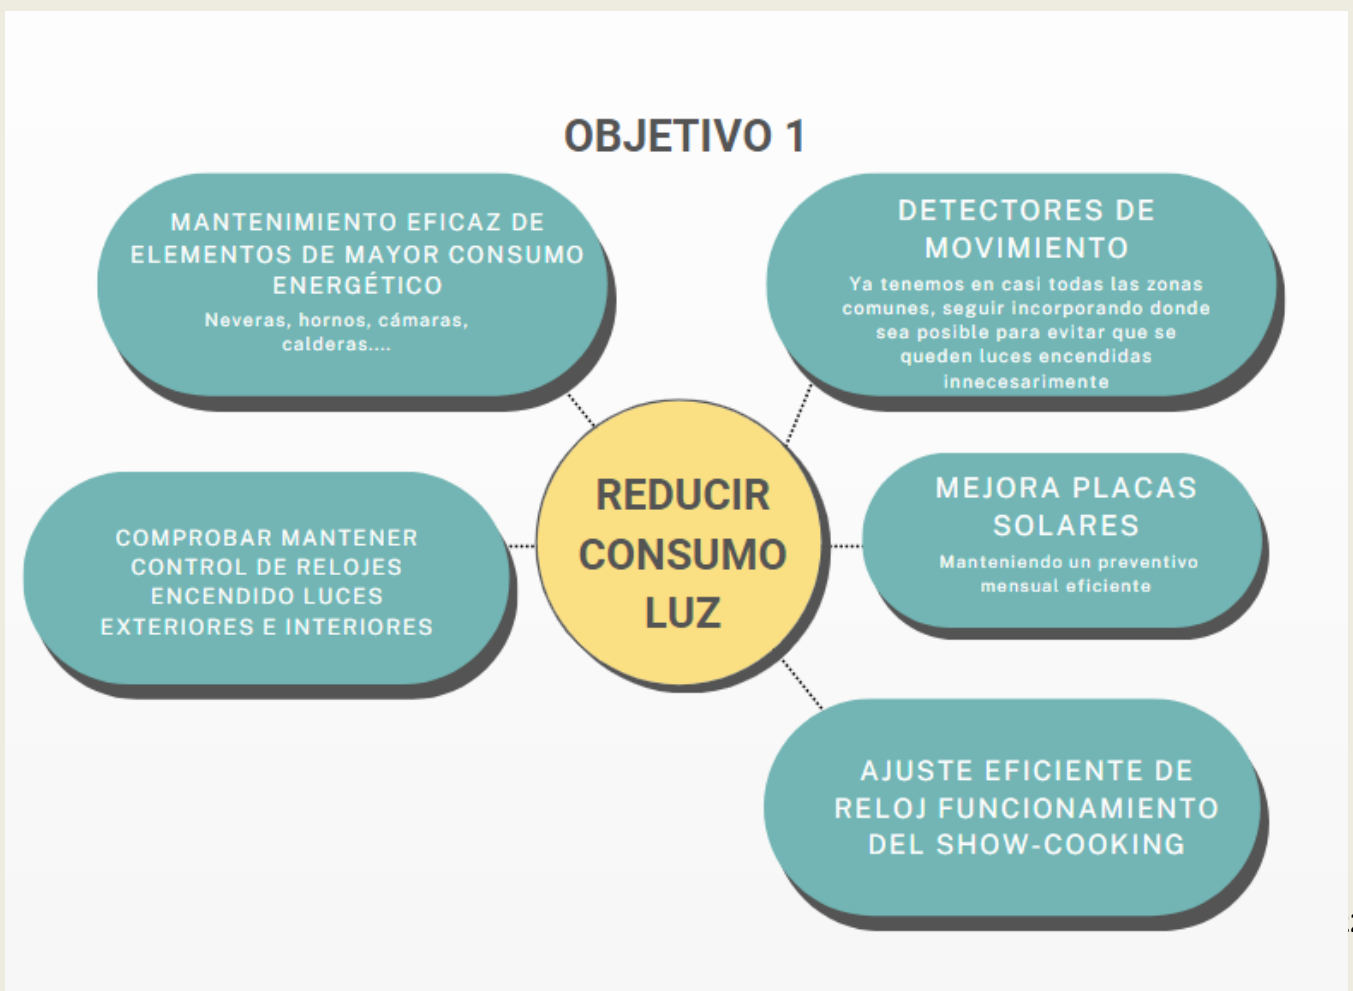 OBJETIVO 1
MANTENIMIENTO EFICAZ DE
ELEMENTOS DE MAYOR CONSUMO
ENERGÉTICO
Neveras, hornos, cámaras,
calderas....
DETECTORES DE
MOVIMIENTO
Ya tenemos en casi todas las zonas
comunes, seguir incorporando donde
sea posible para evitar que se
queden luces encendidas
innecesarimente
COMPROBAR MANTENER
CONTROL DE RELOJES
ENCENDIDO LUCES
EXTERIORES E INTERIORES
REDUCIR
CONSUMO
LUZ
MEJORA PLACAS
SOLARES
Manteniendo un preventivo
mensual eficiente
AJUSTE EFICIENTE DE
RELOJ FUNCIONAMIENTO
DEL SHOW-COOKING